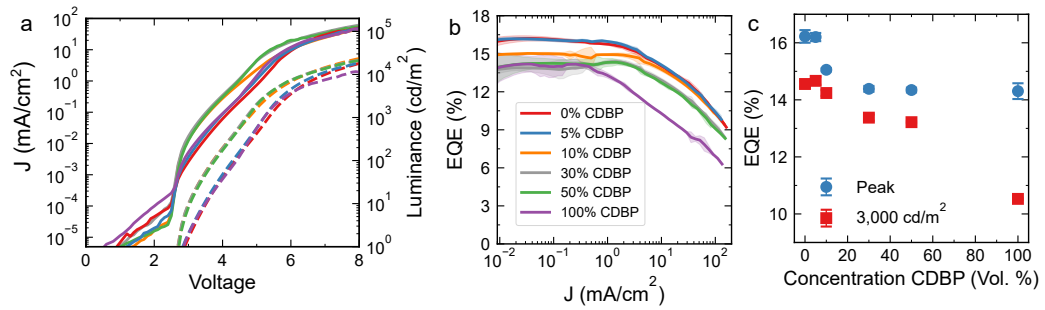 a
10^2
10^1
10^0
10^-1
10^-2
10^-3
10^-4
10^-5
J (mA/cm^2)
0
2
4
6
8
Voltage
10^5
10^4
10^3
10^2
10^1
10^0
Luminance (cd/m^2)
b
18
15
12
9
6
3
0
EQE (%)
0% CDBP
5% CDBP
10% CDBP
30% CDBP
50% CDBP
100% CDBP
10^-2
10^-1
10^0
10^1
10^2
J (mA/cm^2)
c
16
14
12
10
EQE (%)
Peak
3,000 cd/m^2
0
20
40
60
80
100
Concentration CDBP (Vol. %)